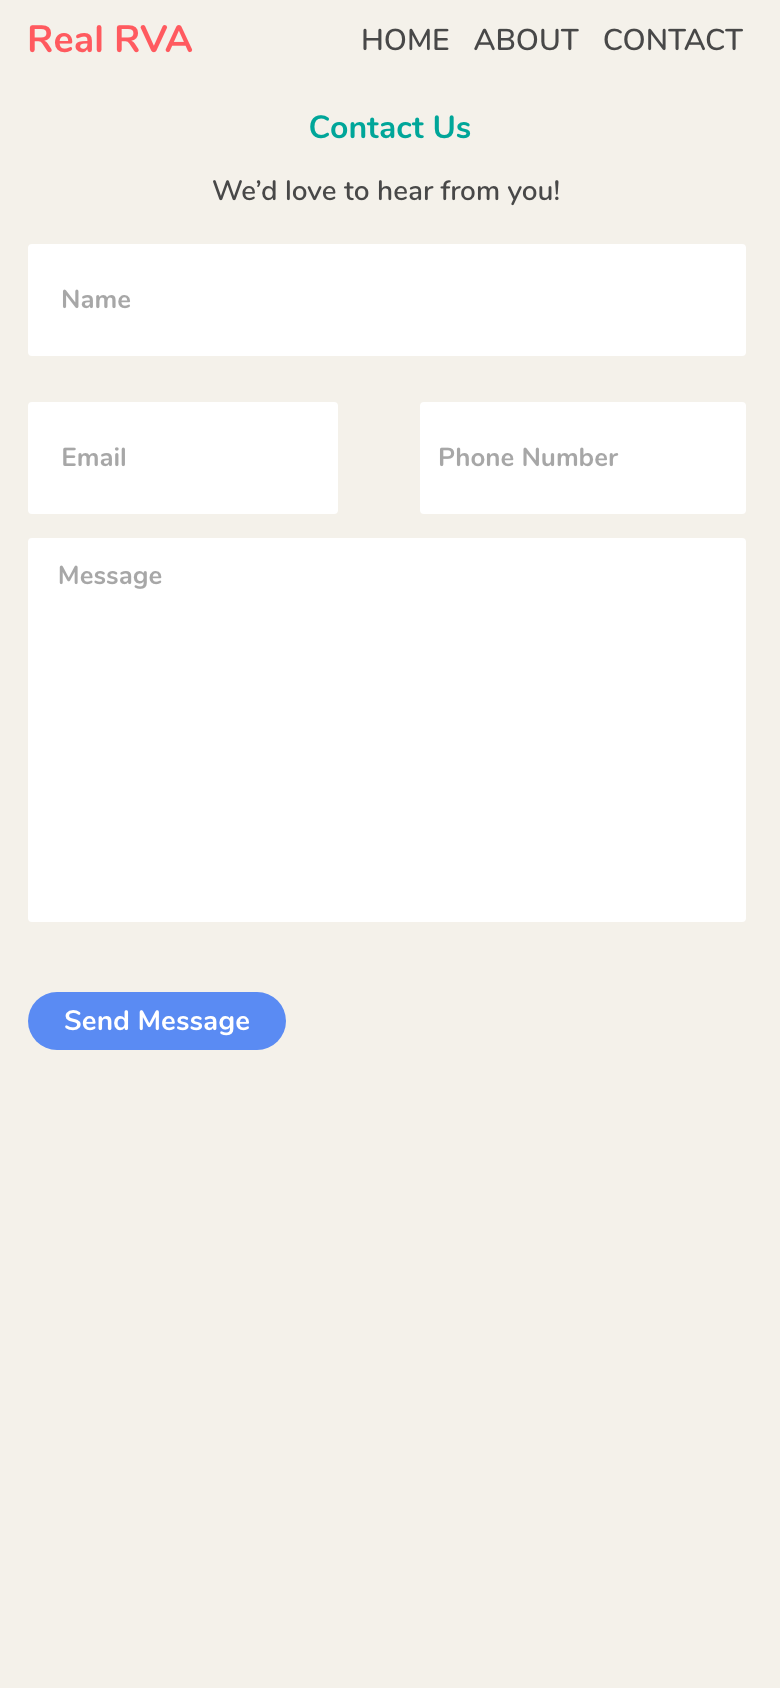 Real RVA HOME ABOUT CONTACT
Contact Us
We’d love to hear from you!
Name
Email Phone Number
Message
Send Message